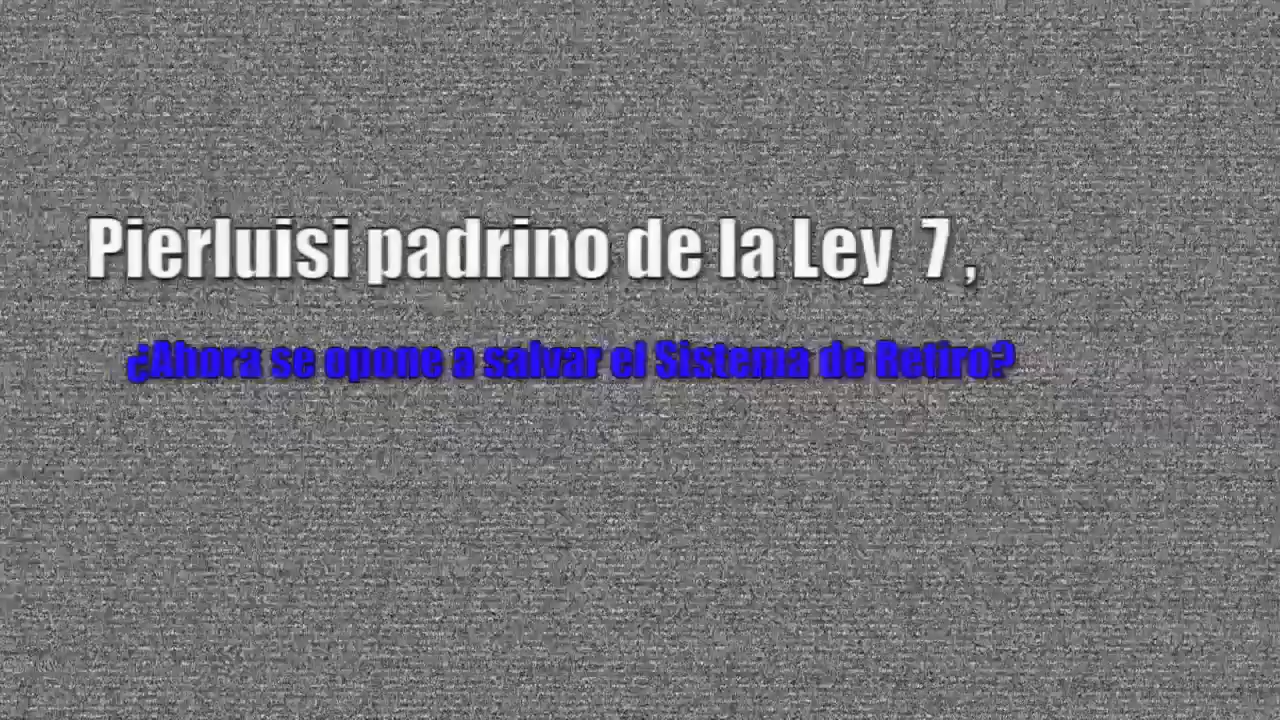 Pierluisi padrino de la Ley 7 ,
¿Ahora se opone a salvar el Sistema de Retiro?